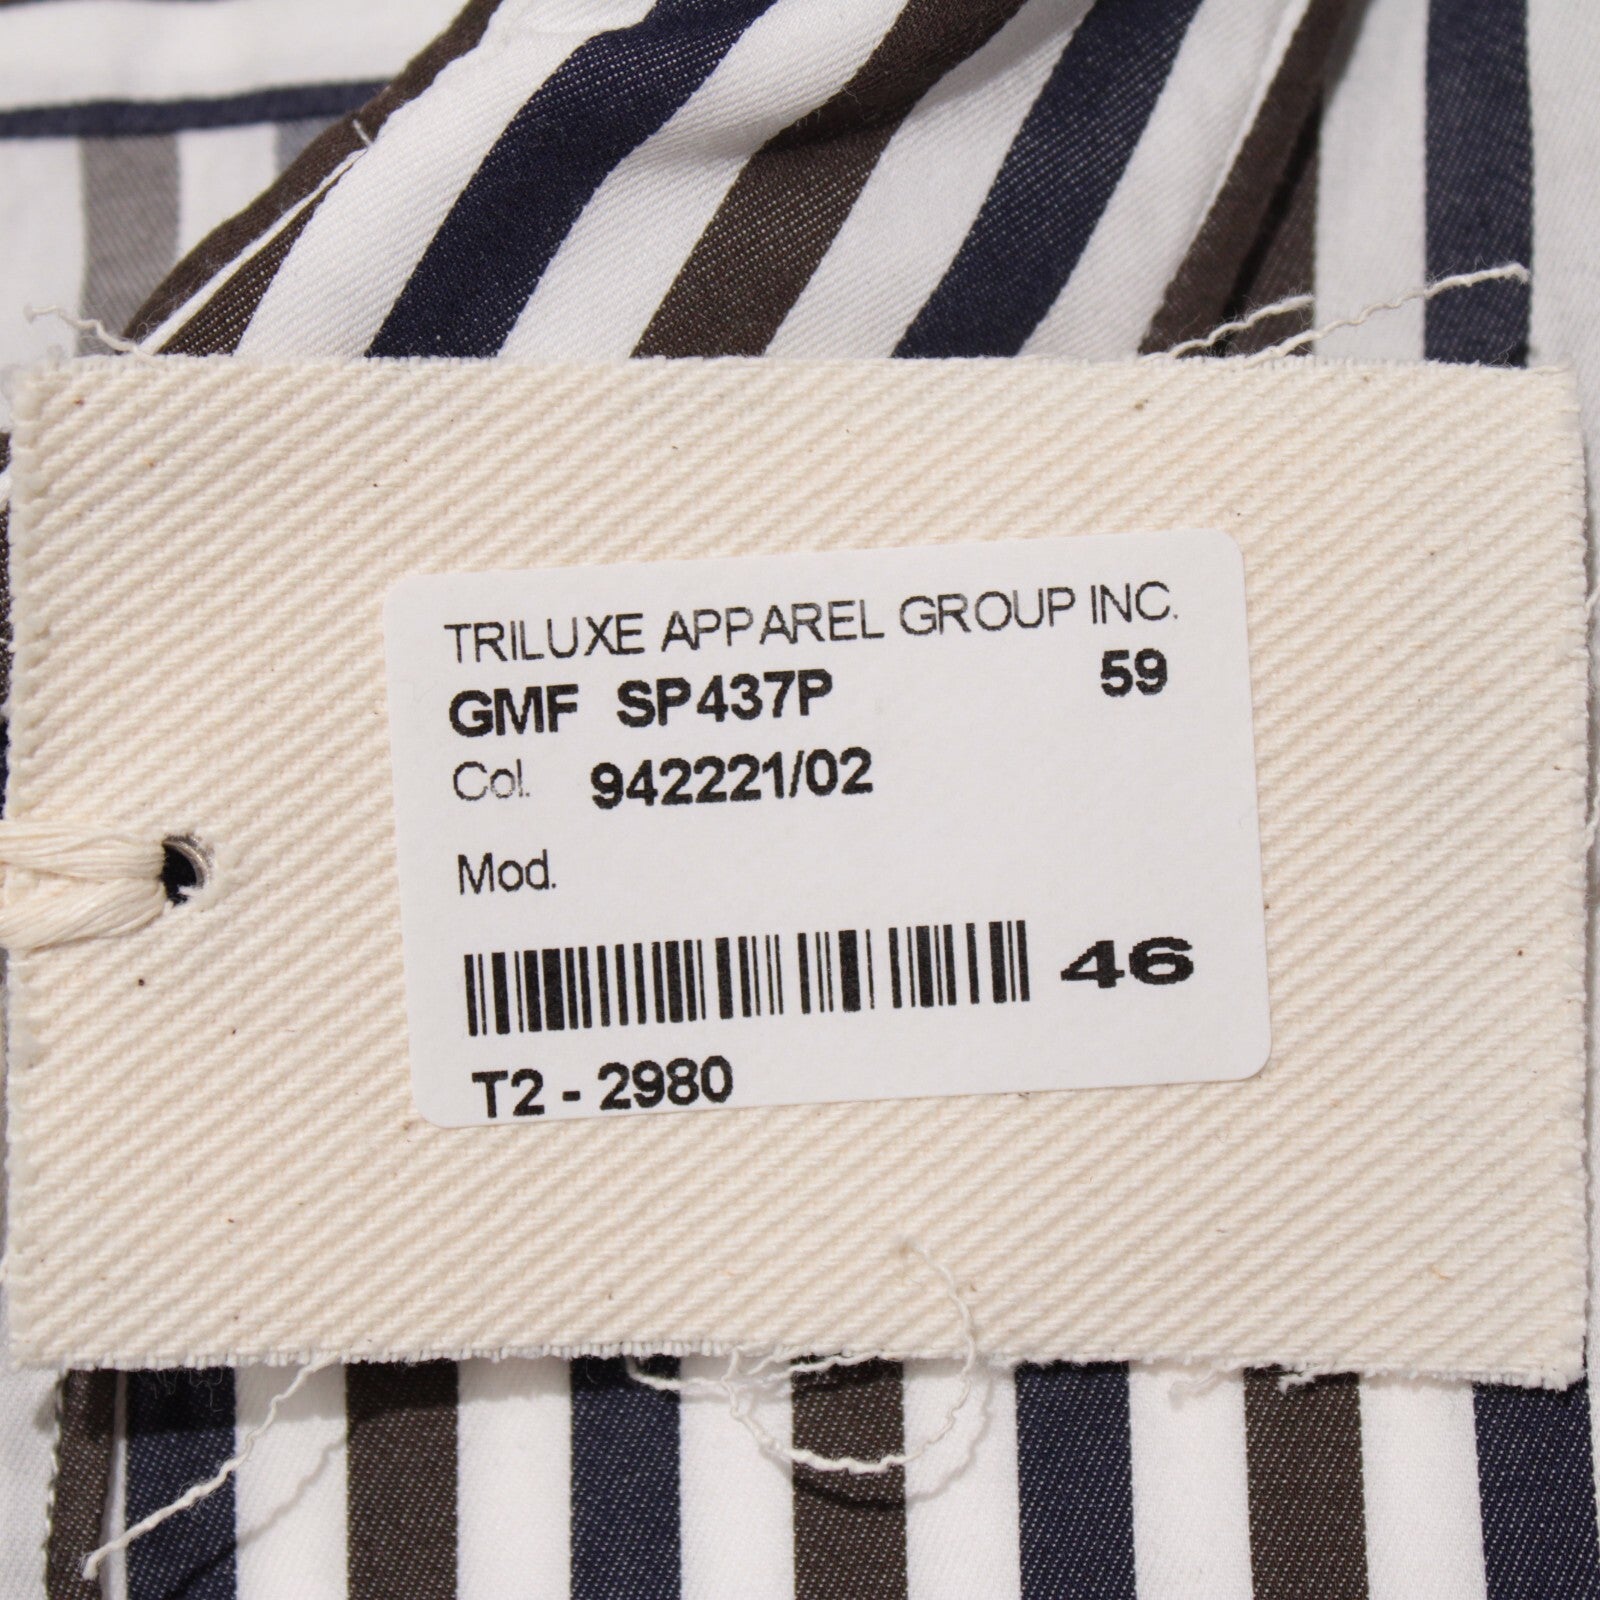 TRILUXE APPAREL GROUP INC.
GMF SP437P 59
Col. 942221/02
Mod.
46
T2 - 2980